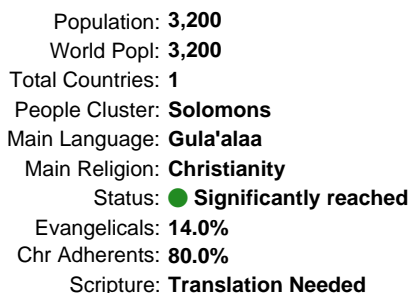 Population: 3,200
World Popl: 3,200
Total Countries: 1
People Cluster: Solomons
Main Language: Gula'alaa
Main Religion: Christianity
Status: Significantly reached
Evangelicals: 14.0%
Chr Adherents: 80.0%
Scripture: Translation Needed